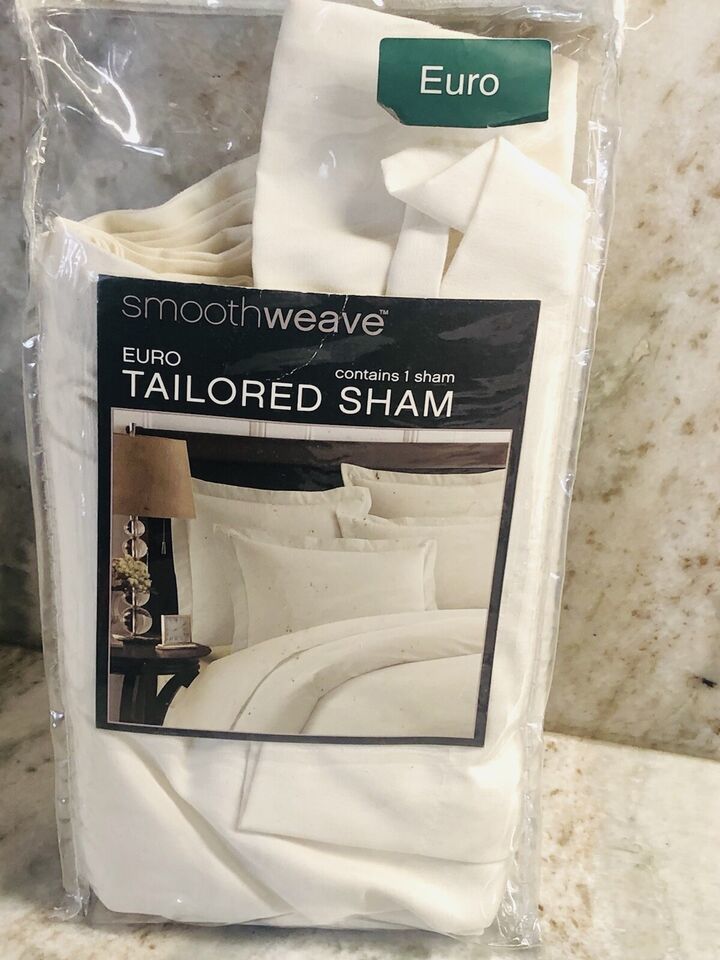 Euro
smoothweave™
EURO
contains 1 sham
TAILORED SHAM